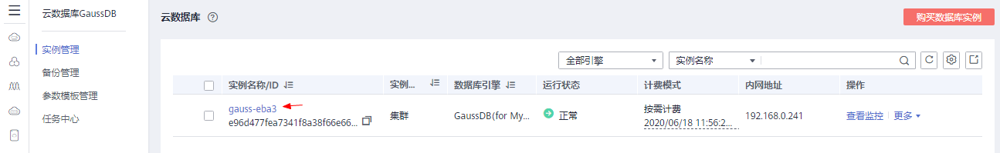 云数据库GaussDB
实例管理
备份管理
参数模板管理
任务中心
云数据库
购买数据库实例
全部引擎 实例名称
实例名称/ID 实例... 数据库引擎 运行状态 计费模式 内网地址 操作
gauss-eba3
e96d477fea7341f8a38f66e66... 集群 GaussDB(for My... 正常 按需计费 192.168.0.241 查看监控 更多
2020/06/18 11:56:2...